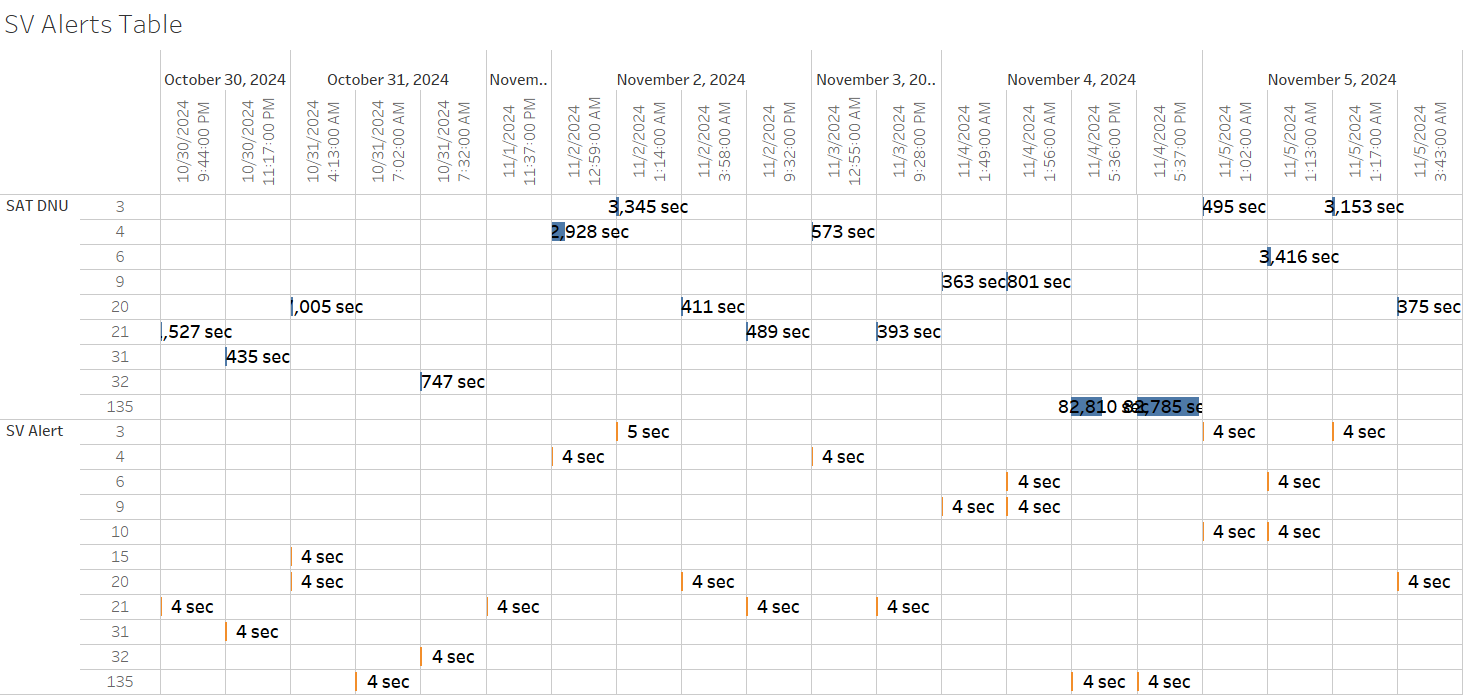 SV Alerts Table
October 30, 2024 October 31, 2024 Novem.. November 2, 2024 November 3, 20.. November 4, 2024 November 5, 2024
10/30/2024 9:44:00 PM
10/30/2024 11:17:00 PM
10/31/2024 4:13:00 AM
10/31/2024 7:02:00 AM
10/31/2024 7:32:00 AM
11/1/2024 11:37:00 PM
11/2/2024 12:59:00 AM
11/2/2024 1:14:00 AM
11/2/2024 3:58:00 AM
11/2/2024 9:32:00 PM
11/3/2024 12:55:00 AM
11/3/2024 9:28:00 PM
11/4/2024 1:49:00 AM
11/4/2024 1:56:00 AM
11/4/2024 5:36:00 PM
11/4/2024 5:37:00 PM
11/5/2024 1:02:00 AM
11/5/2024 1:13:00 AM
11/5/2024 1:17:00 AM
11/5/2024 3:43:00 AM
SAT DNU 3 3,345 sec 495 sec 3,153 sec
4 2,928 sec 573 sec
6 3,416 sec
9 363 sec 801 sec
20 ,005 sec 411 sec 375 sec
21 ,527 sec 489 sec 393 sec
31 435 sec
32 747 sec
135 82,810 sec 82,785 se
SV Alert 3 5 sec 4 sec 4 sec
4 4 sec 4 sec
6 4 sec 4 sec
9 4 sec 4 sec
10 4 sec 4 sec
15 4 sec
20 4 sec 4 sec 4 sec
21 4 sec 4 sec 4 sec 4 sec
31 4 sec
32 4 sec
135 4 sec 4 sec 4 sec